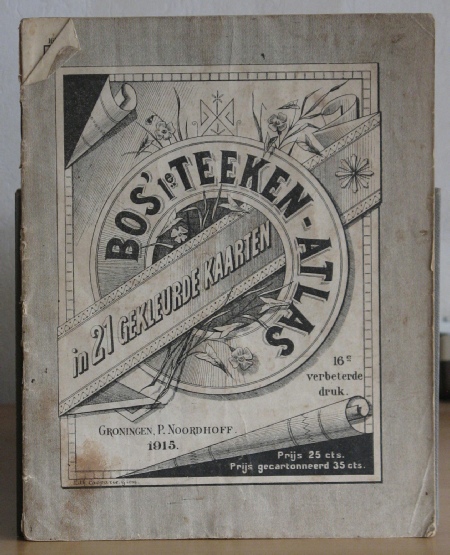 BOS' 1e TEEKEN-ATLAS
in 21 GEKLEURDE KAARTEN
16e
verbeterde
druk.
GRONINGEN, P. NOORDHOFF.
1915.
Prijs 25 cts.
Prijs gecartonneerd 35 cts.